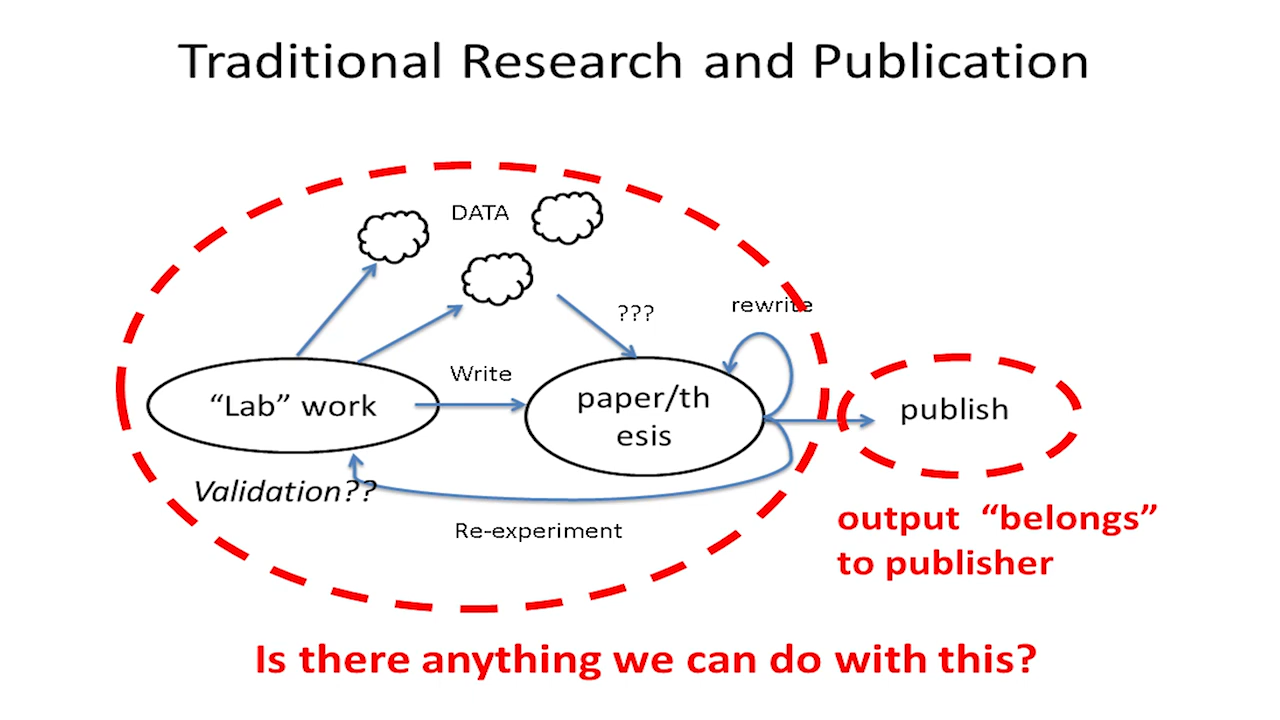 Traditional Research and Publication
DATA
???
rewrite
Write
“Lab” work
paper/th
esis
publish
Validation??
Re-experiment
output “belongs”
to publisher
Is there anything we can do with this?